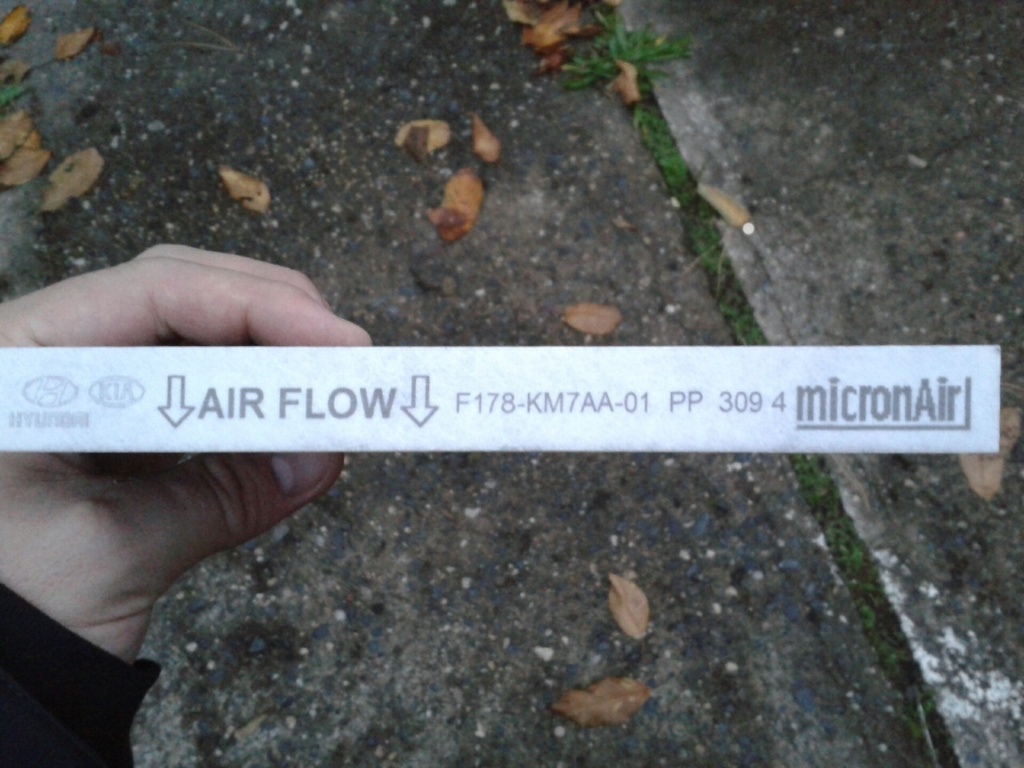 HYUNDAI KIA AIR FLOW F178-KM7AA-01 PP 309 4 micronAir